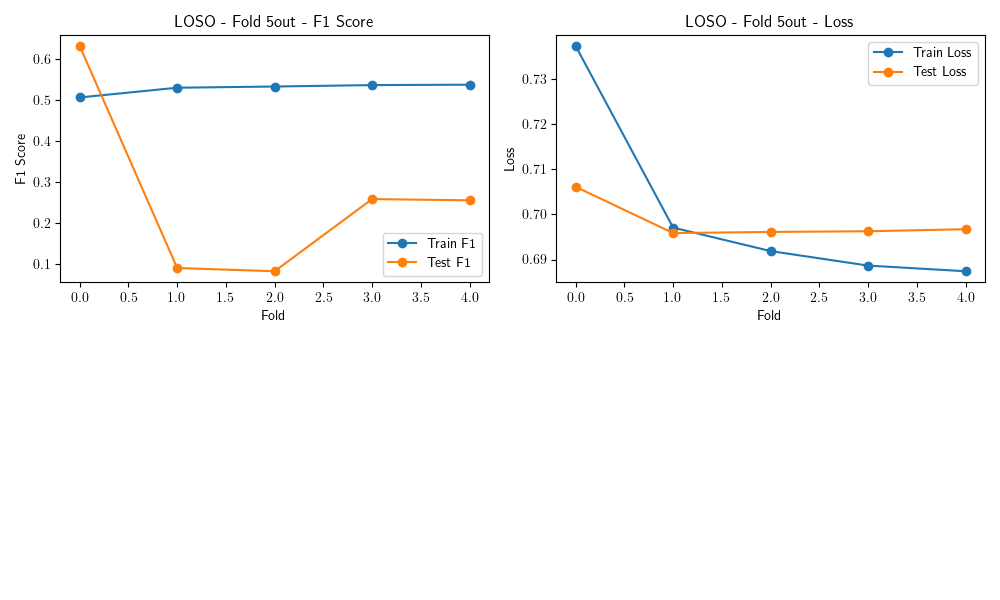 LOSO - Fold 5out - F1 Score
0.6
0.5
0.4
0.3
0.2
0.1
F1 Score
Train F1
Test F1
0.0 0.5 1.0 1.5 2.0 2.5 3.0 3.5 4.0
Fold
LOSO - Fold 5out - Loss
Train Loss
Test Loss
0.73
0.72
0.71
0.70
0.69
Loss
0.0 0.5 1.0 1.5 2.0 2.5 3.0 3.5 4.0
Fold